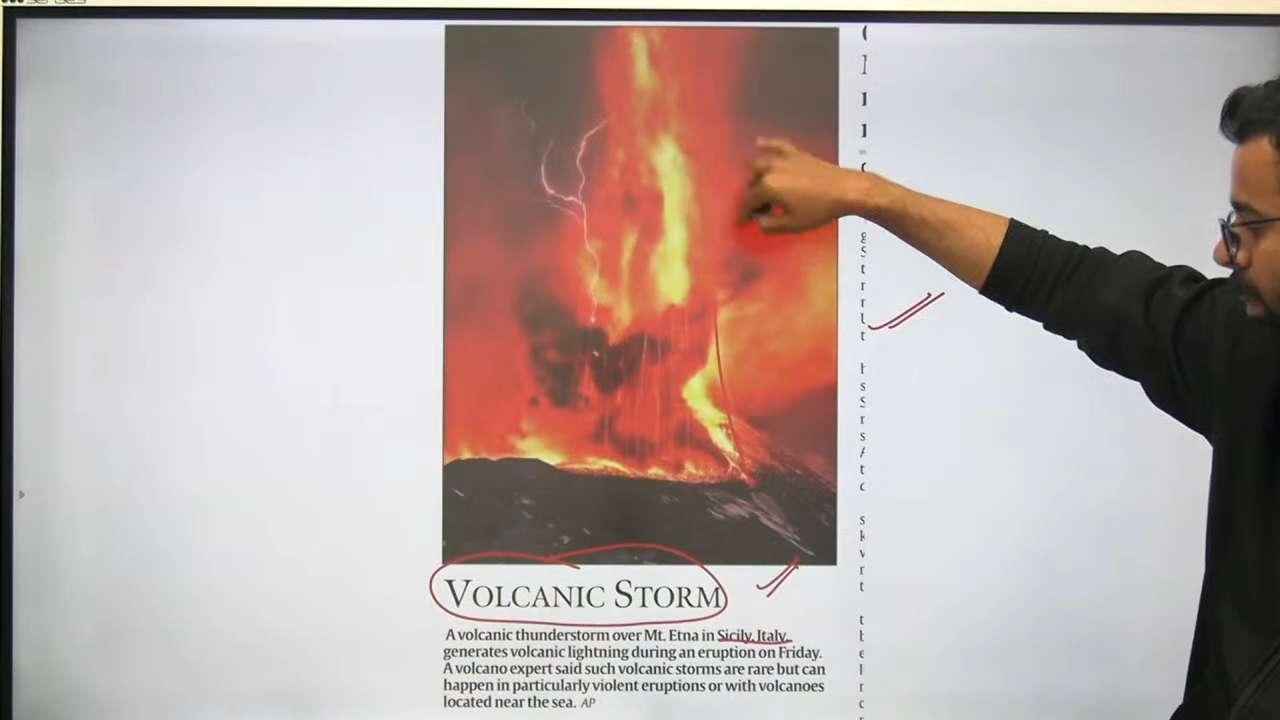 VOLCANIC STORM
A volcanic thunderstorm over Mt. Etna in Sicily, Italy,
generates volcanic lightning during an eruption on Friday.
A volcano expert said such volcanic storms are rare but can
happen in particularly violent eruptions or with volcanoes
located near the sea. AP